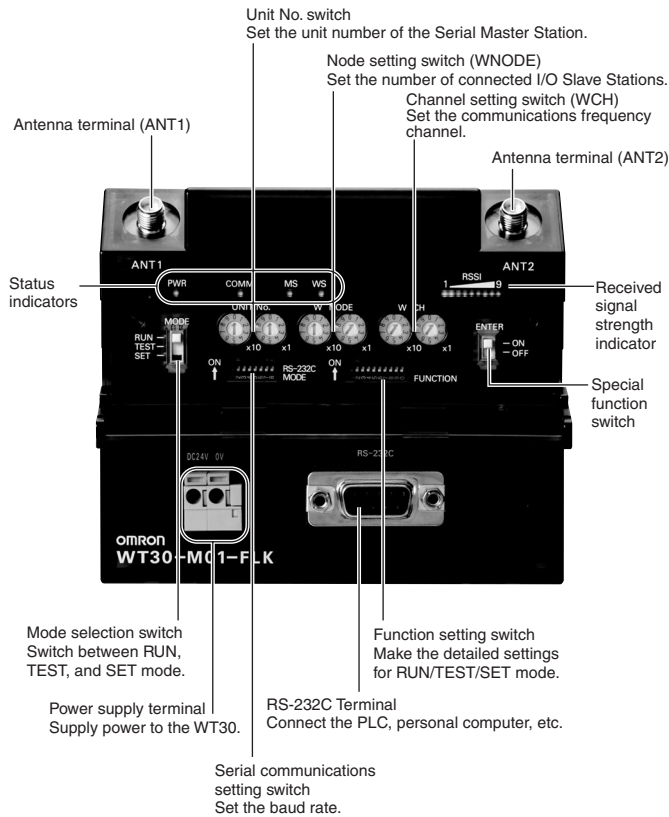 Unit No. switch
Set the unit number of the Serial Master Station.
Node setting switch (WNODE)
Set the number of connected I/O Slave Stations.
Channel setting switch (WCH)
Set the communications frequency
channel.
Antenna terminal (ANT1)
Antenna terminal (ANT2)
ANT1
ANT2
Status
indicators
PWR
COMM
MS
WS
RSSI
1
9
Received
signal
strength
indicator
MODE
UNIT No.
W NODE
W CH
ENTER
RUN
TEST
SET
x10
x1
x10
x1
x10
x1
ON
OFF
ON
RS-232C
MODE
ON
FUNCTION
Special
function
switch
DC24V 0V
RS-232C
OMRON
WT30-M01-FLK
Mode selection switch
Switch between RUN,
TEST, and SET mode.
Function setting switch
Make the detailed settings
for RUN/TEST/SET mode.
Power supply terminal
Supply power to the WT30.
RS-232C Terminal
Connect the PLC, personal computer, etc.
Serial communications
setting switch
Set the baud rate.